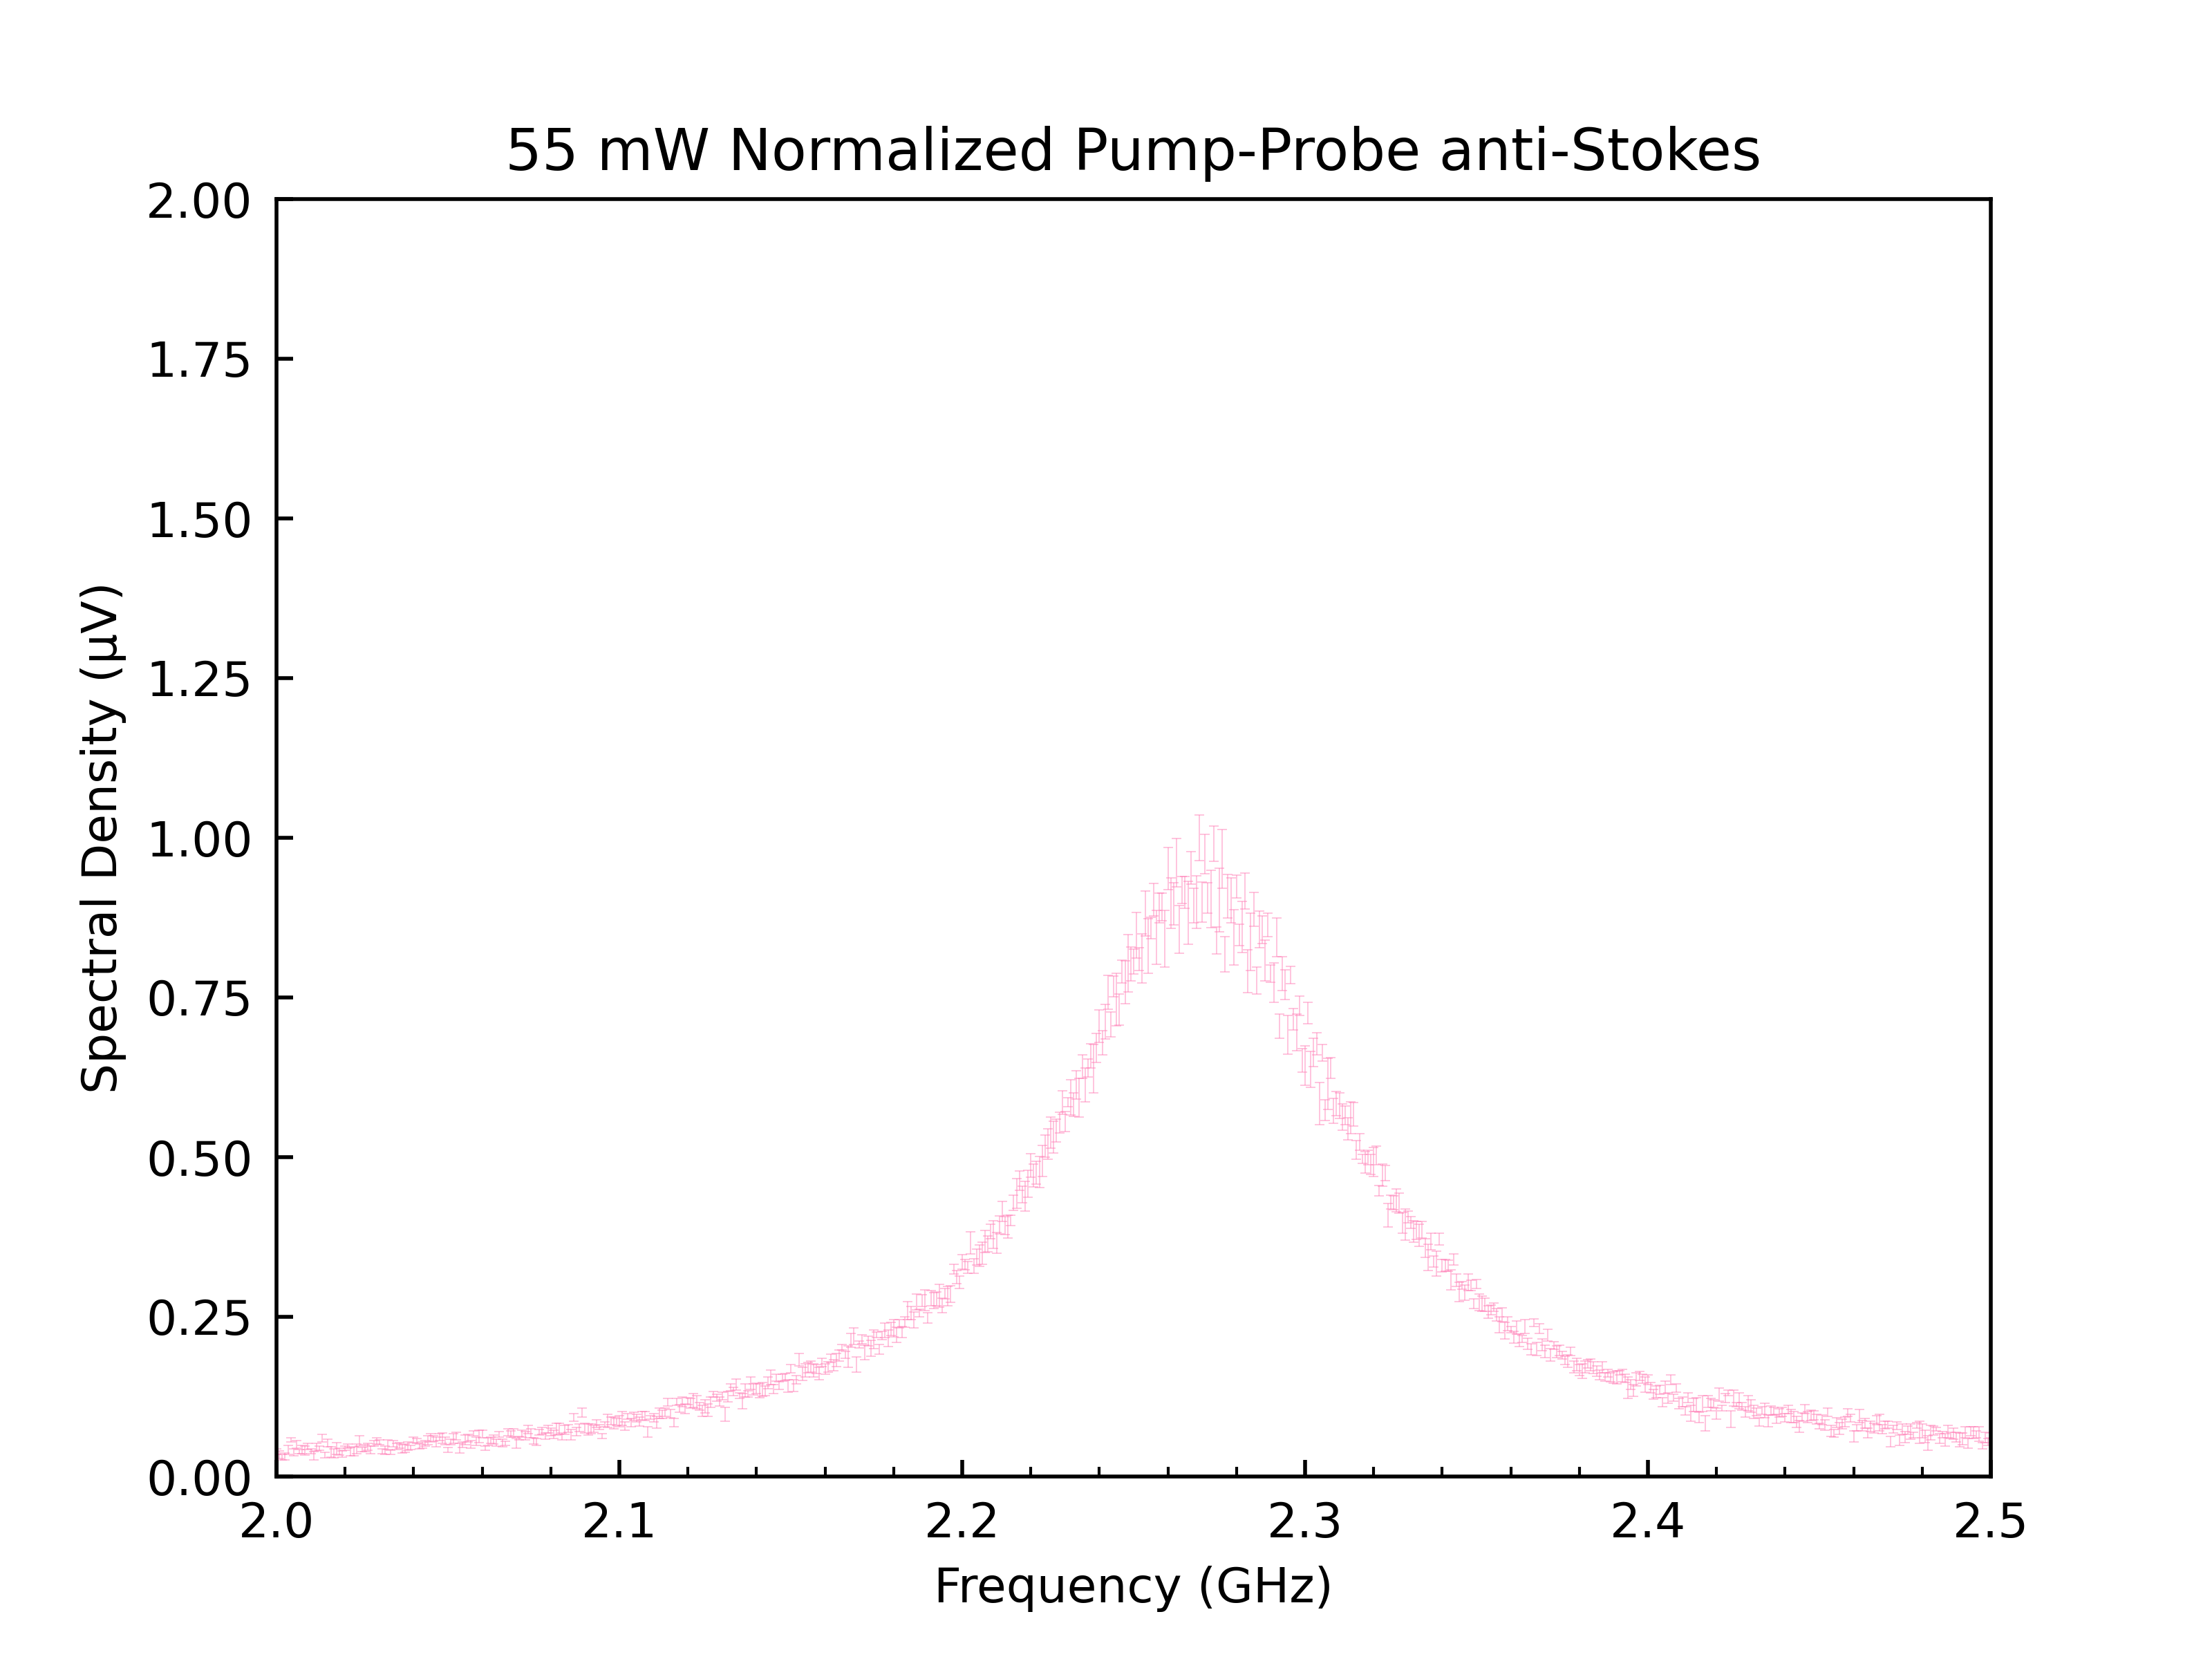 55 mW Normalized Pump-Probe anti-Stokes
2.00
1.75
1.50
1.25
1.00
0.75
0.50
0.25
0.00
Spectral Density (µV)
2.0 2.1 2.2 2.3 2.4 2.5
Frequency (GHz)